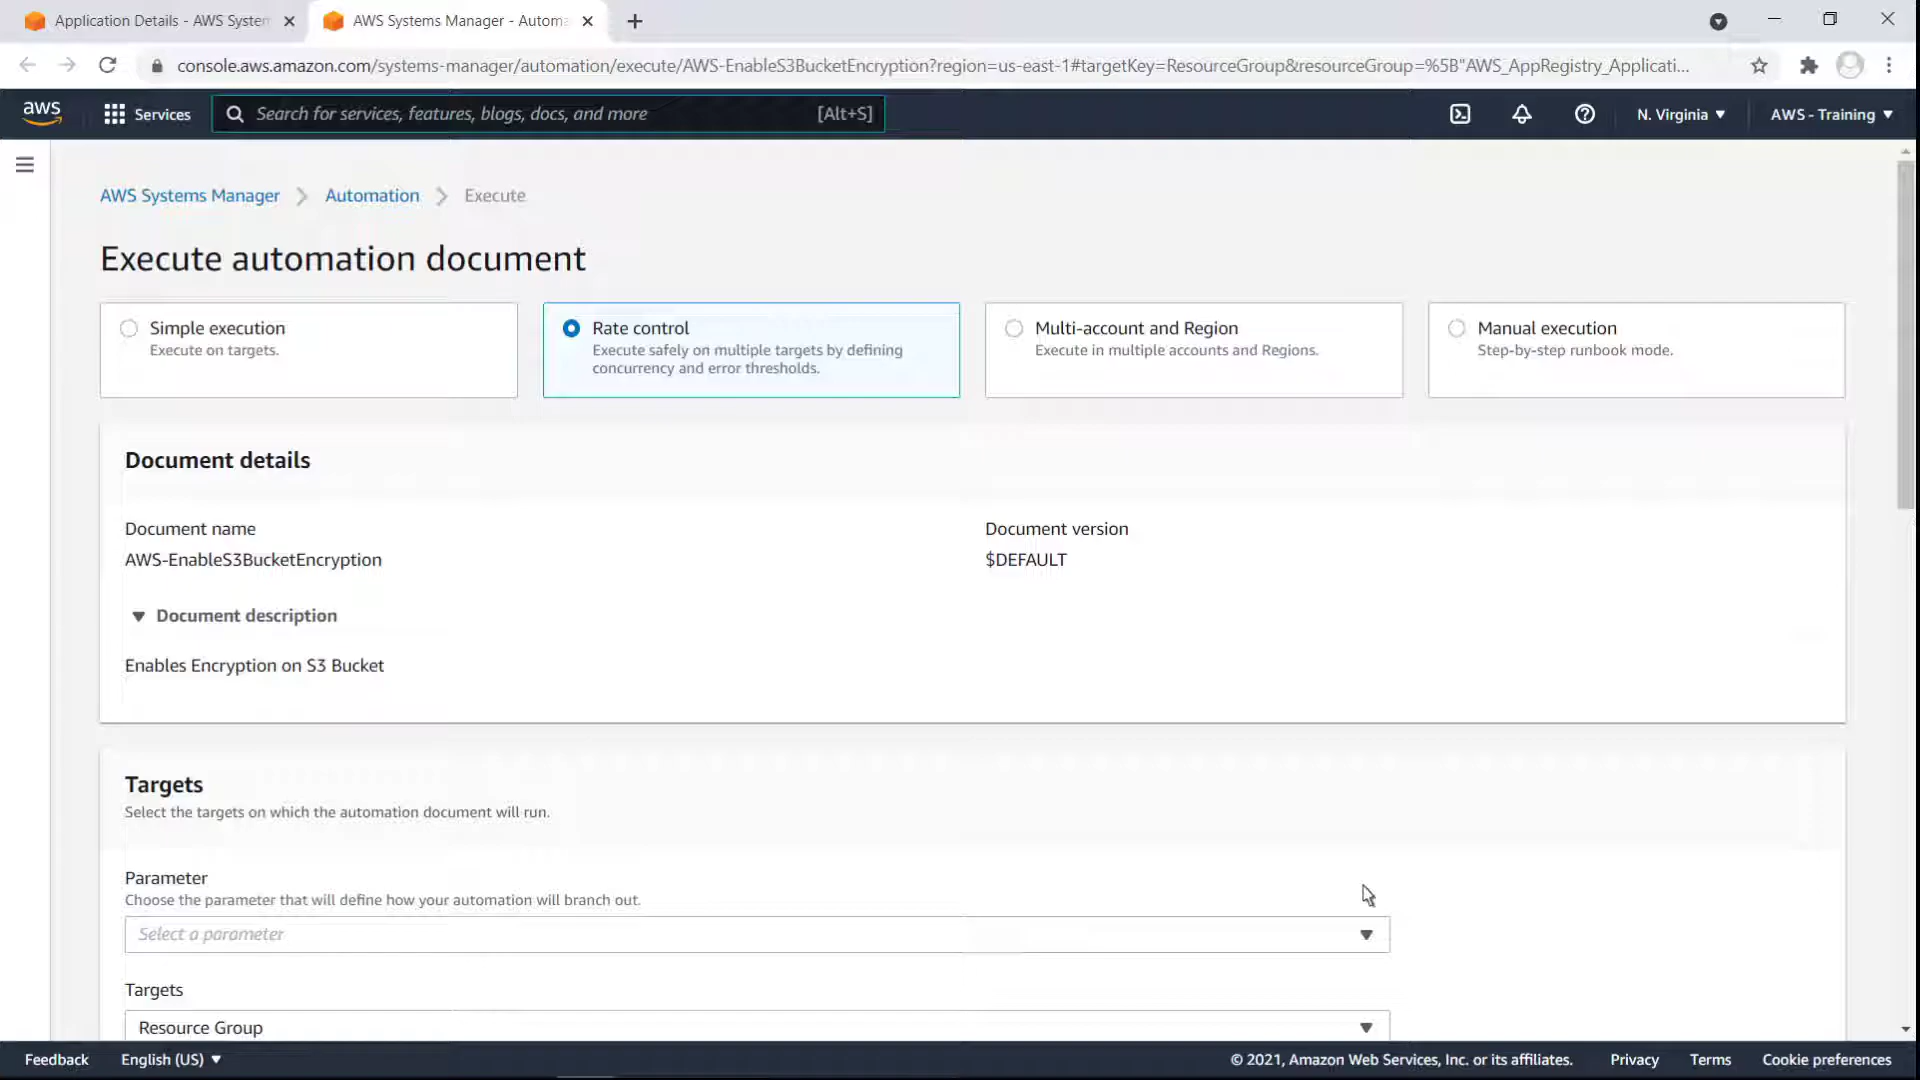 Application Details - AWS System
AWS Systems Manager - Automa
console.aws.amazon.com/systems-manager/automation/execute/AWS-EnableS3BucketEncryption?region=us-east-1#targetKey=ResourceGroup&resourceGroup=%5B"AWS_AppRegistry_Applicati...
aws
Services
Search for services, features, blogs, docs, and more
[Alt+S]
N. Virginia
AWS - Training
AWS Systems Manager
Automation
Execute
Execute automation document
Simple execution
Execute on targets.
Rate control
Execute safely on multiple targets by defining
concurrency and error thresholds.
Multi-account and Region
Execute in multiple accounts and Regions.
Manual execution
Step-by-step runbook mode.
Document details
Document name
AWS-EnableS3BucketEncryption
Document version
$DEFAULT
Document description
Enables Encryption on S3 Bucket
Targets
Select the targets on which the automation document will run.
Parameter
Choose the parameter that will define how your automation will branch out.
Select a parameter
Targets
Resource Group
Feedback
English (US)
© 2021, Amazon Web Services, Inc. or its affiliates.
Privacy
Terms
Cookie preferences